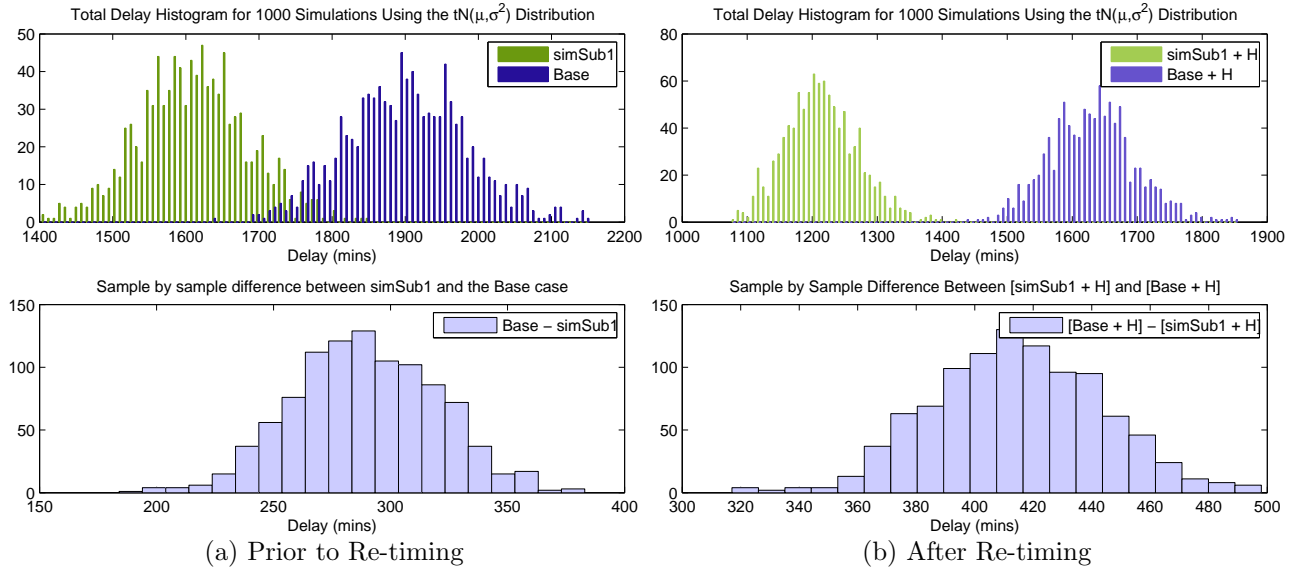 Total Delay Histogram for 1000 Simulations Using the tN(μ,σ²) Distribution
50
40
30
20
10
0
1400 1500 1600 1700 1800 1900 2000 2100 2200
Delay (mins)
simSub1
Base
Sample by sample difference between simSub1 and the Base case
150
100
50
0
150 200 250 300 350 400
Delay (mins)
Base − simSub1
(a) Prior to Re-timing
Total Delay Histogram for 1000 Simulations Using the tN(μ,σ²) Distribution
80
60
40
20
0
1000 1100 1200 1300 1400 1500 1600 1700 1800 1900
Delay (mins)
simSub1 + H
Base + H
Sample by Sample Difference Between [simSub1 + H] and [Base + H]
150
100
50
0
300 320 340 360 380 400 420 440 460 480 500
Delay (mins)
[Base + H] − [simSub1 + H]
(b) After Re-timing